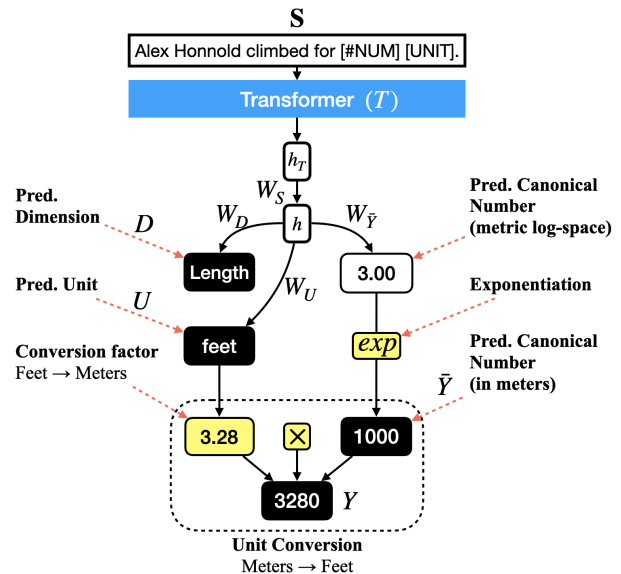 S
Alex Honnold climbed for [#NUM] [UNIT].
Transformer (T)
h_T
W_S
Pred.
Dimension
D
W_D
h
W_Ȳ
Pred. Canonical
Number
(metric log-space)
Length
3.00
Pred. Unit
U
W_U
Exponentiation
feet
exp
Conversion factor
Feet → Meters
Pred. Canonical
Number
(in meters)
Ȳ
3.28
×
1000
3280
Y
Unit Conversion
Meters → Feet